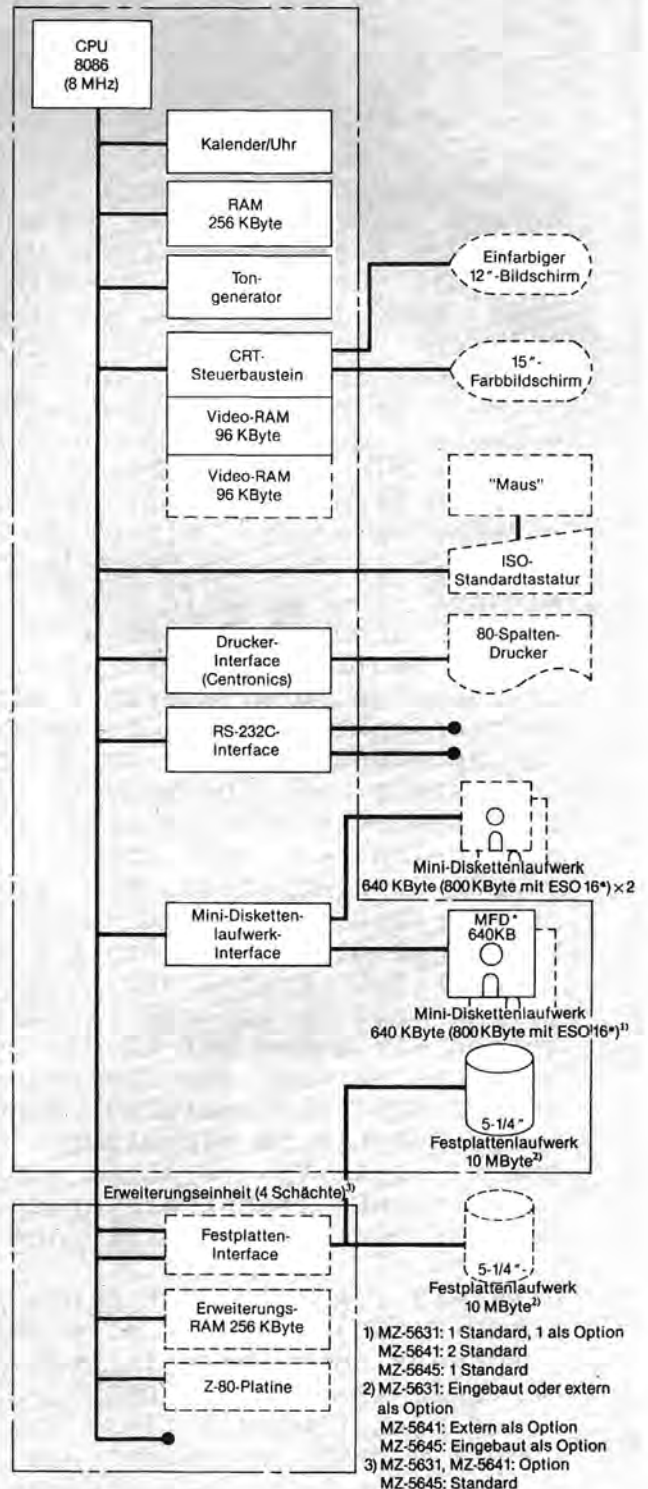 CPU
8086
(8 MHz)
Kalender/Uhr
RAM
256 KByte
Ton-
generator
CRT-
Steuerbaustein
Video-RAM
96 KByte
Video-RAM
96 KByte
Einfarbiger
12"-Bildschirm
15"-
Farbbildschirm
"Maus"
ISO-
Standardtastatur
Drucker-
Interface
(Centronics)
80-Spalten-
Drucker
RS-232C-
Interface
Mini-Diskettenlaufwerk
640 KByte (800 KByte mit ESO 16*) × 2
Mini-Disketten-
laufwerk-
Interface
MFD*
640KB
Mini-Diskettenlaufwerk
640 KByte (800 KByte mit ESO 16*)1)
5-1/4"
Festplattenlaufwerk
10 MByte2)
Erweiterungseinheit (4 Schächte)3)
Festplatten-
Interface
5-1/4"-
Festplattenlaufwerk
10 MByte2)
Erweiterungs-
RAM 256 KByte
Z-80-Platine
1) MZ-5631: 1 Standard, 1 als Option
MZ-5641: 2 Standard
MZ-5645: 1 Standard
2) MZ-5631: Eingebaut oder extern
als Option
MZ-5641: Extern als Option
MZ-5645: Eingebaut als Option
3) MZ-5631, MZ-5641: Option
MZ-5645: Standard